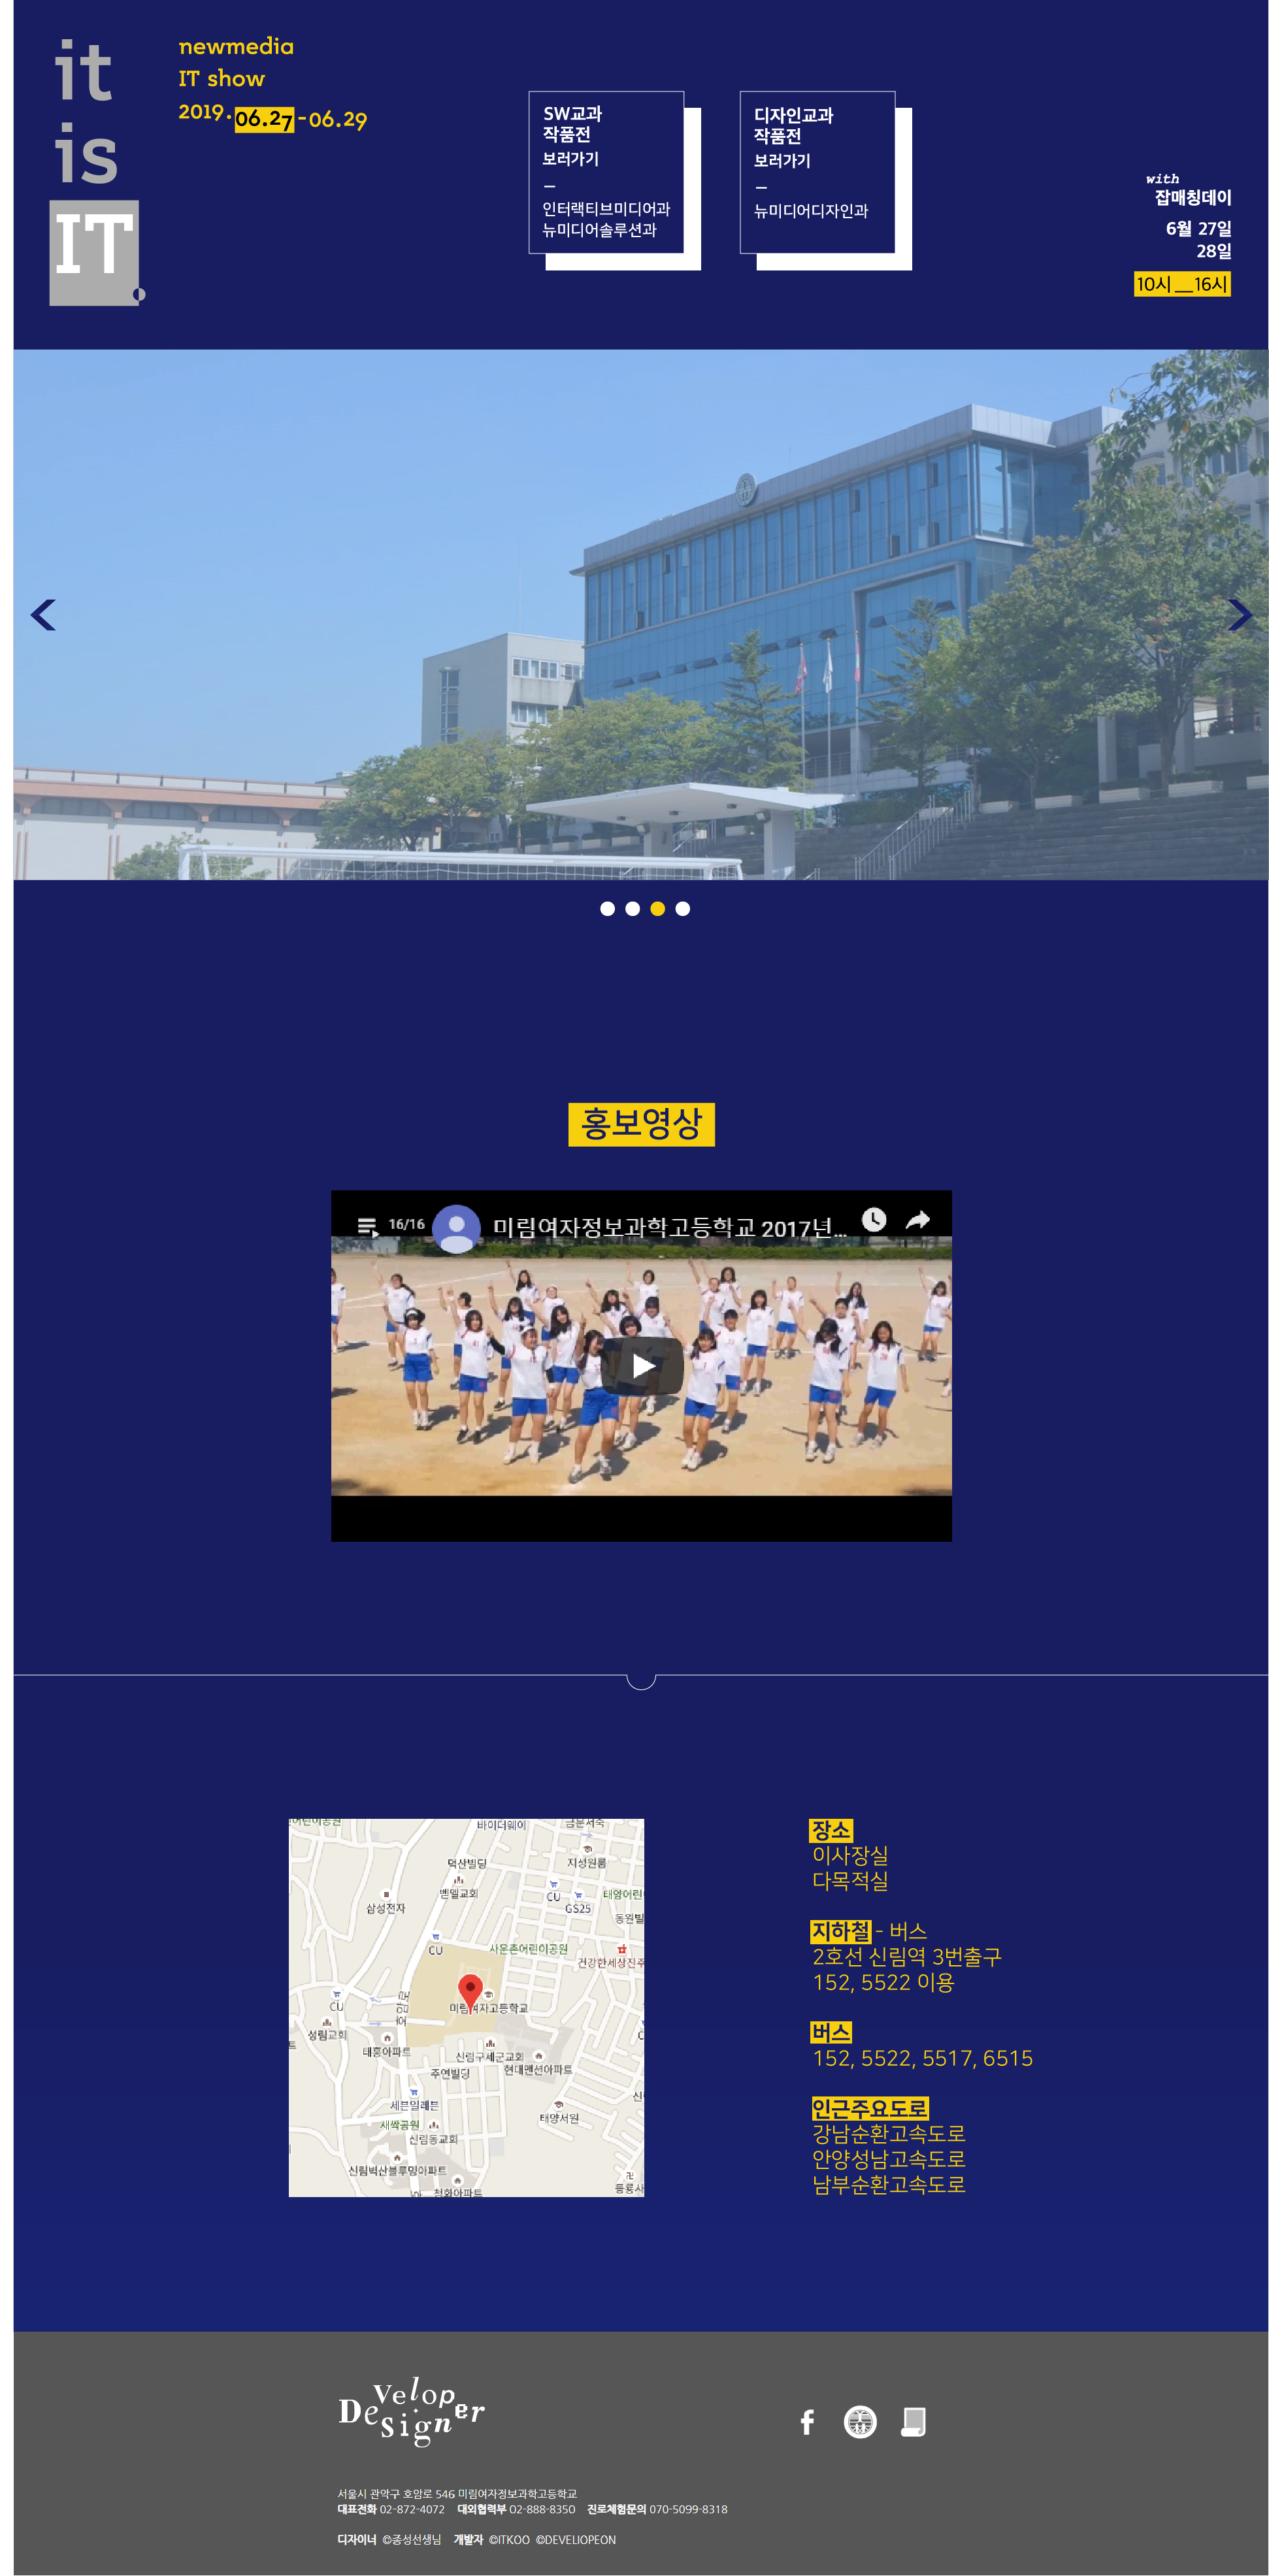 it
is
IT.
newmedia
IT show
2019. 06.27 - 06.29
SW교과
작품전
보러가기
인터랙티브미디어과
뉴미디어솔루션과
디자인교과
작품전
보러가기
뉴미디어디자인과
with
잡매칭데이
6월 27일
28일
10시__16시
홍보영상
16/16 미림여자정보과학고등학교 2017년...
바이더웨이
금문서숙
덕산빌딩
지성원룸
벧엘교회
CU
태양어린
삼성전자
GS25
동원빌
CU
사운촌어린이공원
건강한세상진주
CU
호암로
미림여자고등학교
성림교회
태흥아파트
신림구세군교회
현대맨션아파트
주연빌딩
세븐일레븐
태양서원
새싹공원
신림동교회
신림벽산블루밍아파트
청화아파트
장소
이사장실
다목적실
지하철 - 버스
2호선 신림역 3번출구
152, 5522 이용
버스
152, 5522, 5517, 6515
인근주요도로
강남순환고속도로
안양성남고속도로
남부순환고속도로
Developer
Designer
서울시 관악구 호암로 546 미림여자정보과학고등학교
대표전화 02-872-4072 대외협력부 02-888-8350 진로체험문의 070-5099-8318
디자이너 ©종성선생님 개발자 ©ITKOO ©DEVELIOPEON